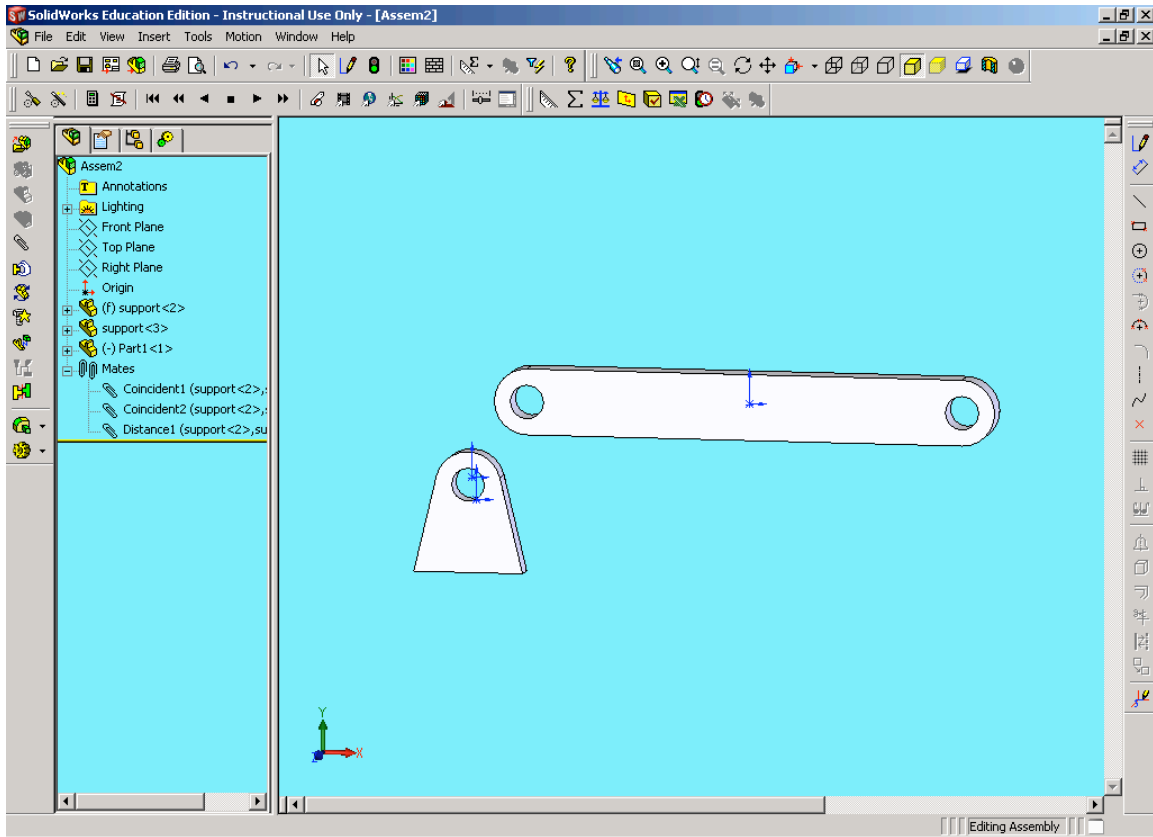 SolidWorks Education Edition - Instructional Use Only - [Assem2]
File Edit View Insert Tools Motion Window Help
Assem2
Annotations
Lighting
Front Plane
Top Plane
Right Plane
Origin
(f) support<2>
support<3>
(-) Part1<1>
Mates
Coincident1 (support<2>,
Coincident2 (support<2>,
Distance1 (support<2>,su
Y
X
Z
Editing Assembly